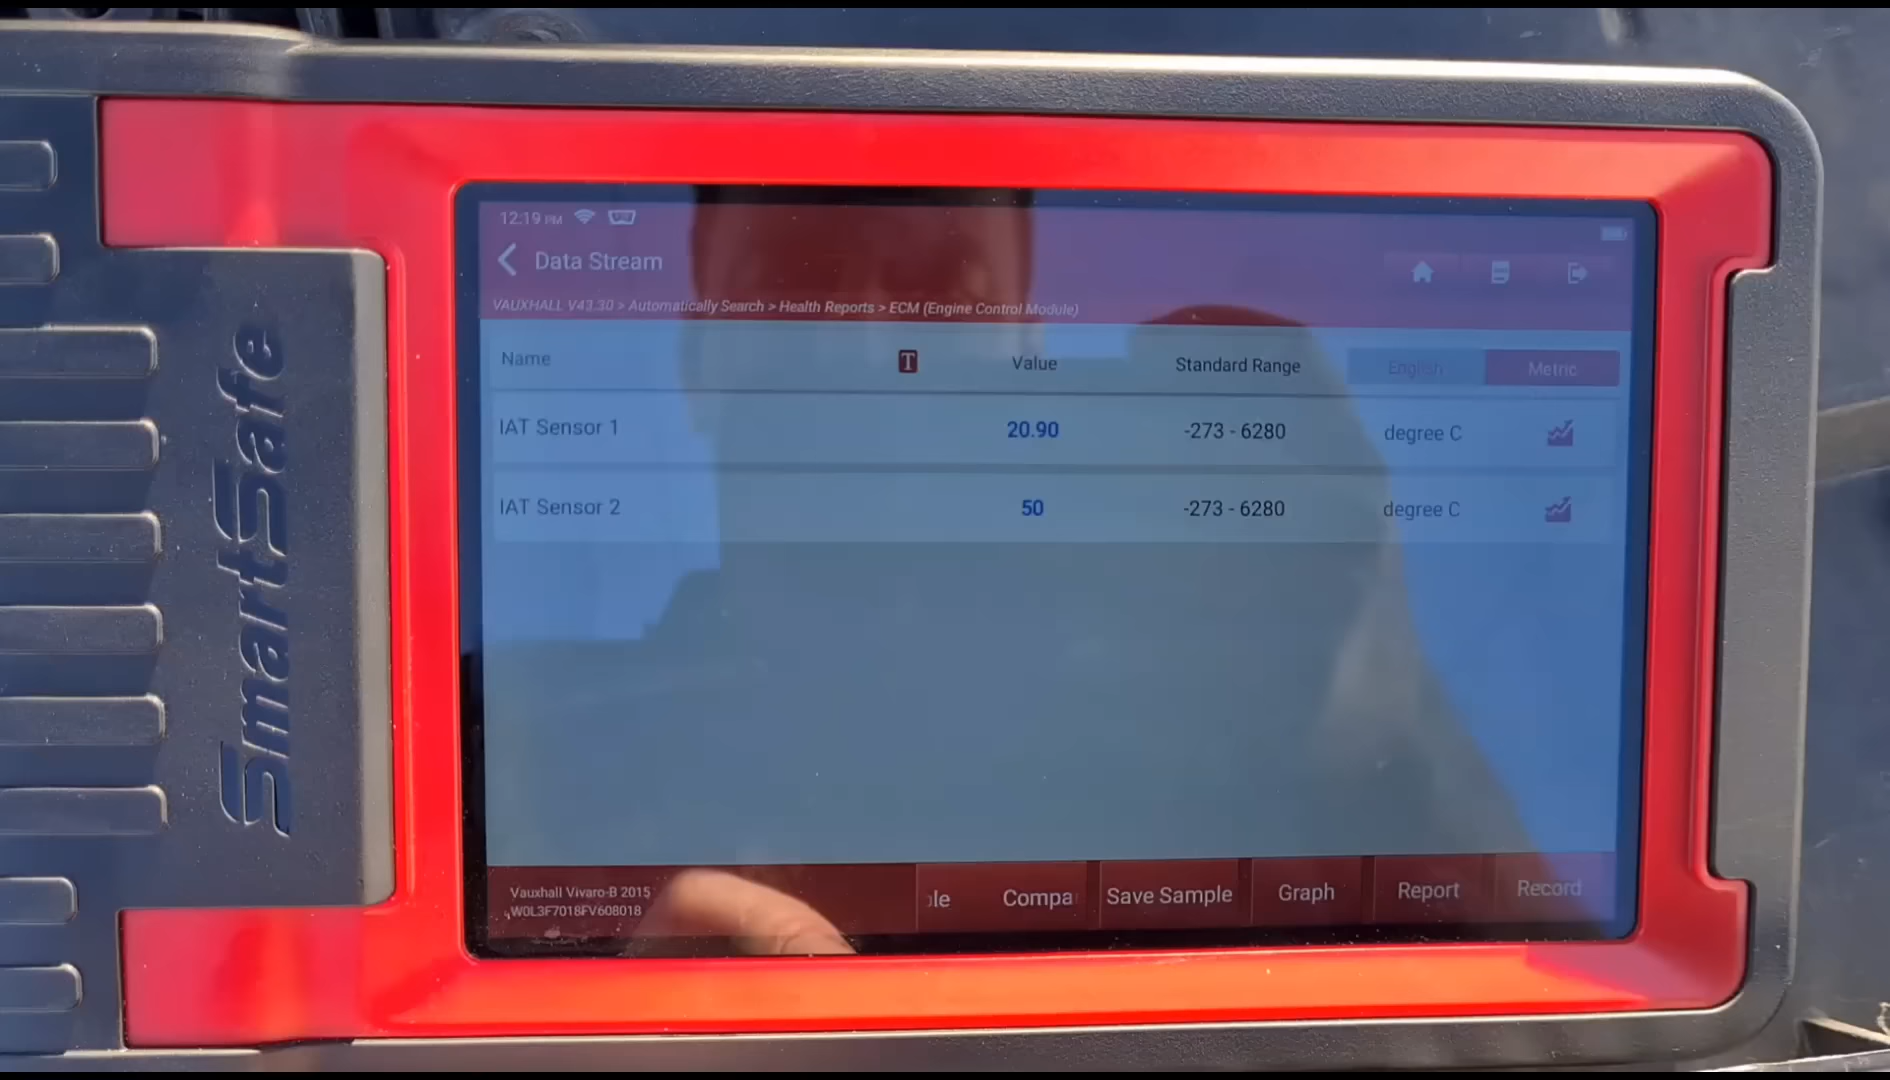 SmartSafe
12:19 PM
Data Stream
VAUXHALL V43.30 > Automatically Search > Health Reports > ECM (Engine Control Module)
Name T Value Standard Range English Metric
IAT Sensor 1 20.90 -273 - 6280 degree C
IAT Sensor 2 50 -273 - 6280 degree C
Vauxhall Vivaro-B 2015
W0L3F7018FV608018
ple Compa Save Sample Graph Report Record